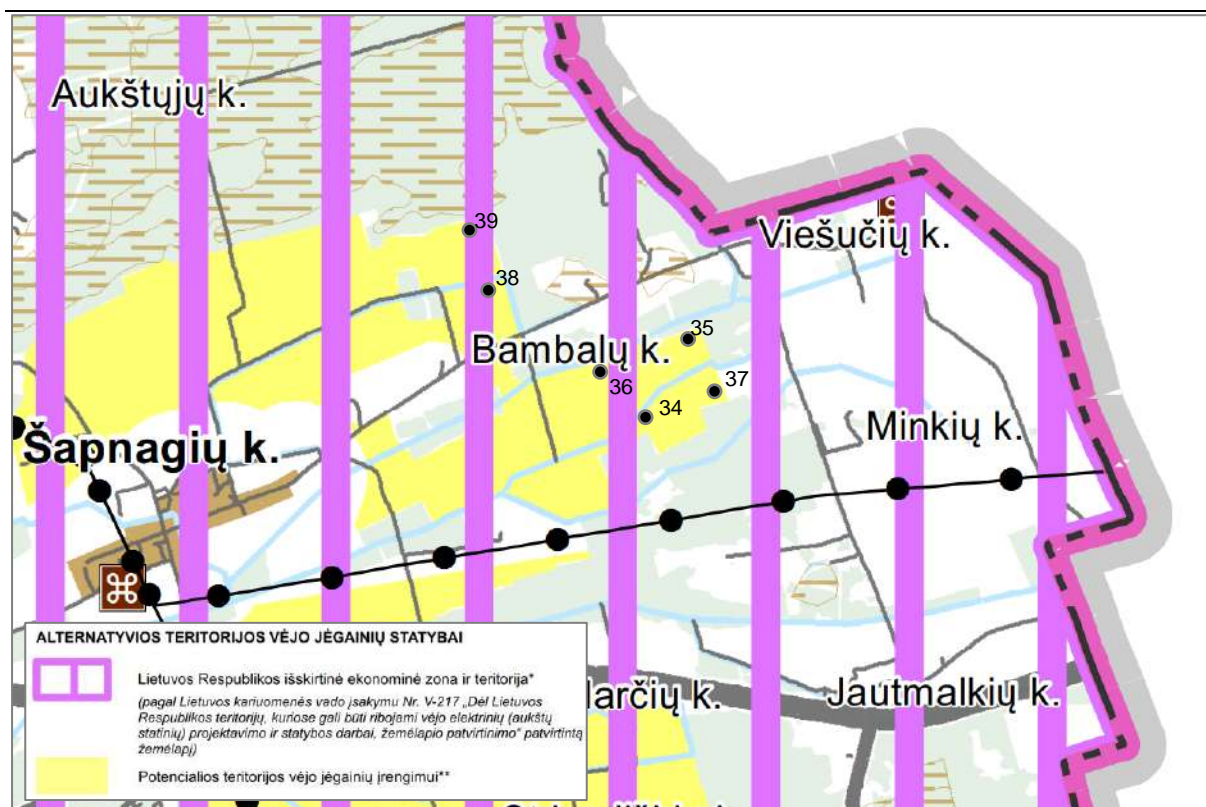 Aukštųjų k.
39
Viešučių k.
38
35
Bambalų k.
36
37
34
Minkių k.
Šapnagių k.
ALTERNATYVIOS TERITORIJOS VĖJO JĖGAINIŲ STATYBAI
Lietuvos Respublikos išskirtinė ekonominė zona ir teritorija*
(pagal Lietuvos kariuomenės vado įsakymu Nr. V-217 „Dėl Lietuvos
Respublikos teritorijų, kuriose gali būti ribojami vėjo elektrinių (aukštų
statinių) projektavimo ir statybos darbai, žemėlapio patvirtinimo" patvirtintą
žemėlapį)
Potencialios teritorijos vėjo jėgainių įrengimui**
larčių k.
Jautmalkių k.